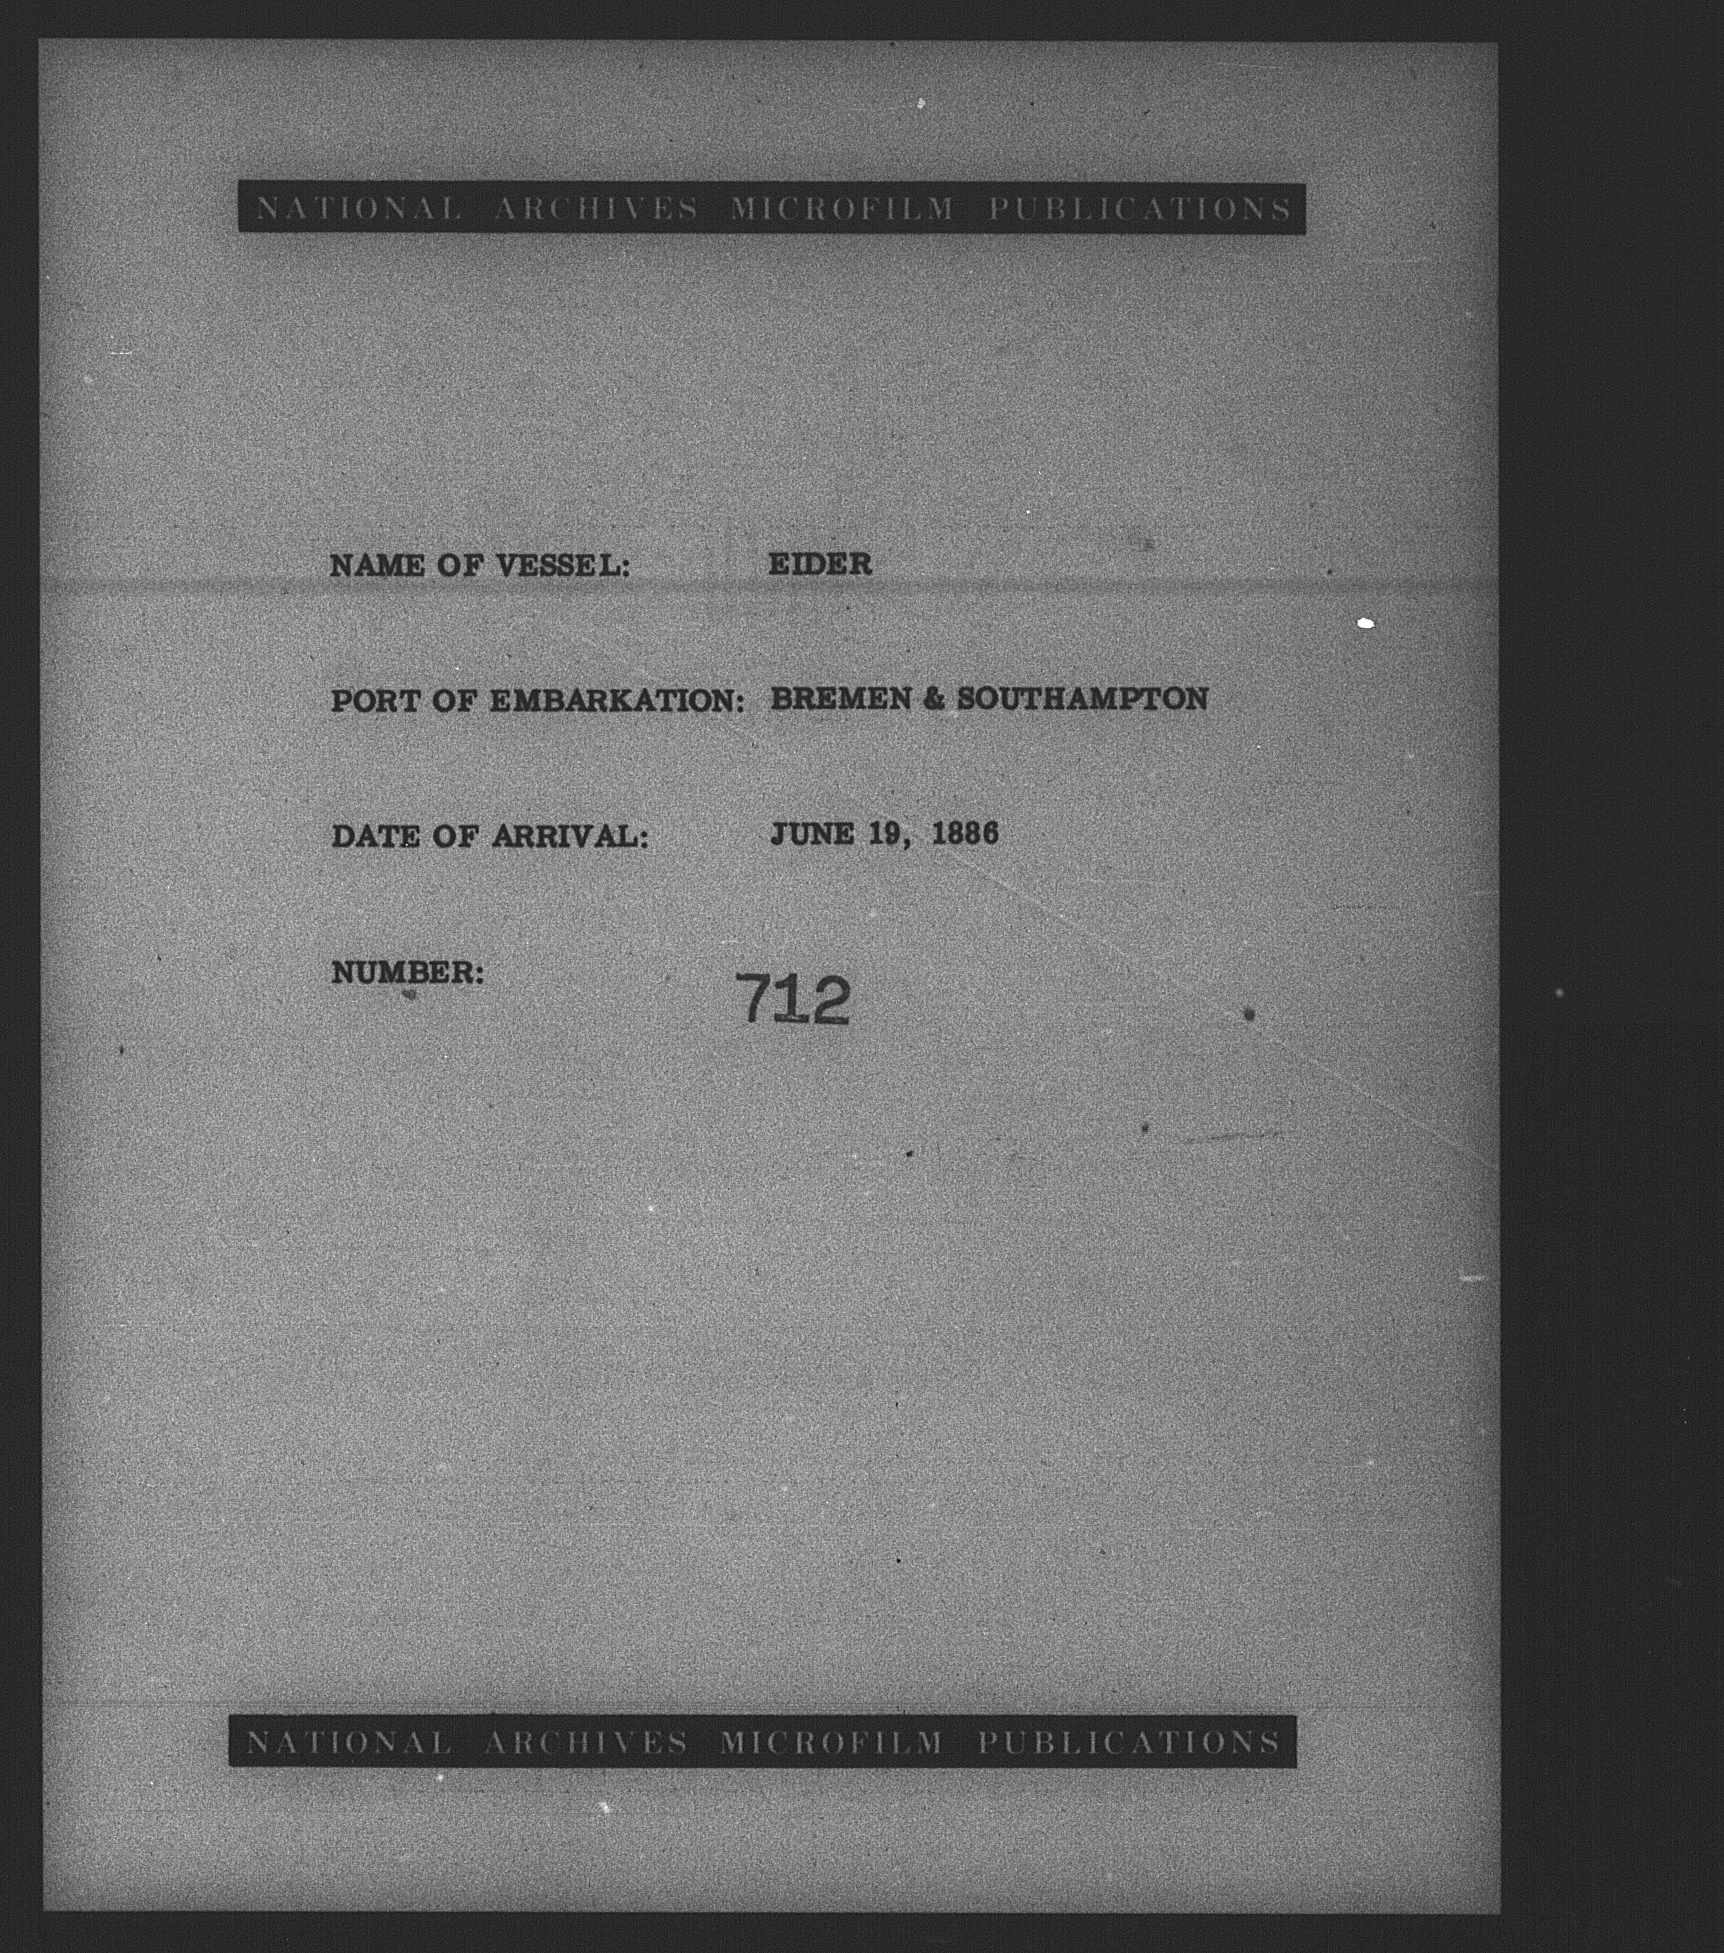 NATIONAL ARCHIVES MICROFILM PUBLICATIONS
NAME OF VESSEL: EIDER
PORT OF EMBARKATION: BREMEN & SOUTHAMPTON
DATE OF ARRIVAL: JUNE 19, 1886
NUMBER: 712
NATIONAL ARCHIVES MICROFILM PUBLICATIONS